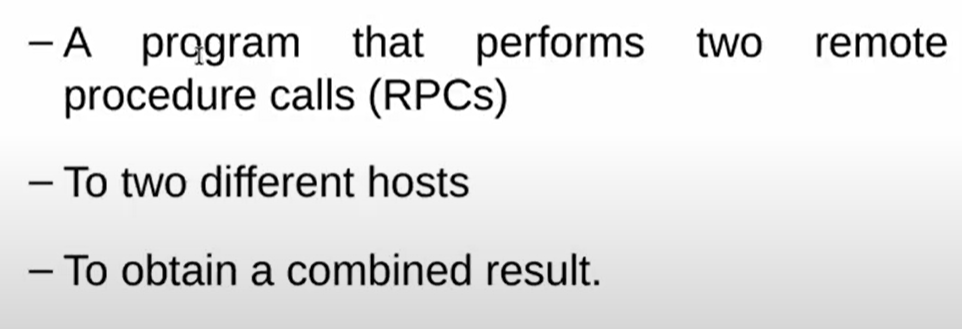 – A program that performs two remote
procedure calls (RPCs)
– To two different hosts
– To obtain a combined result.